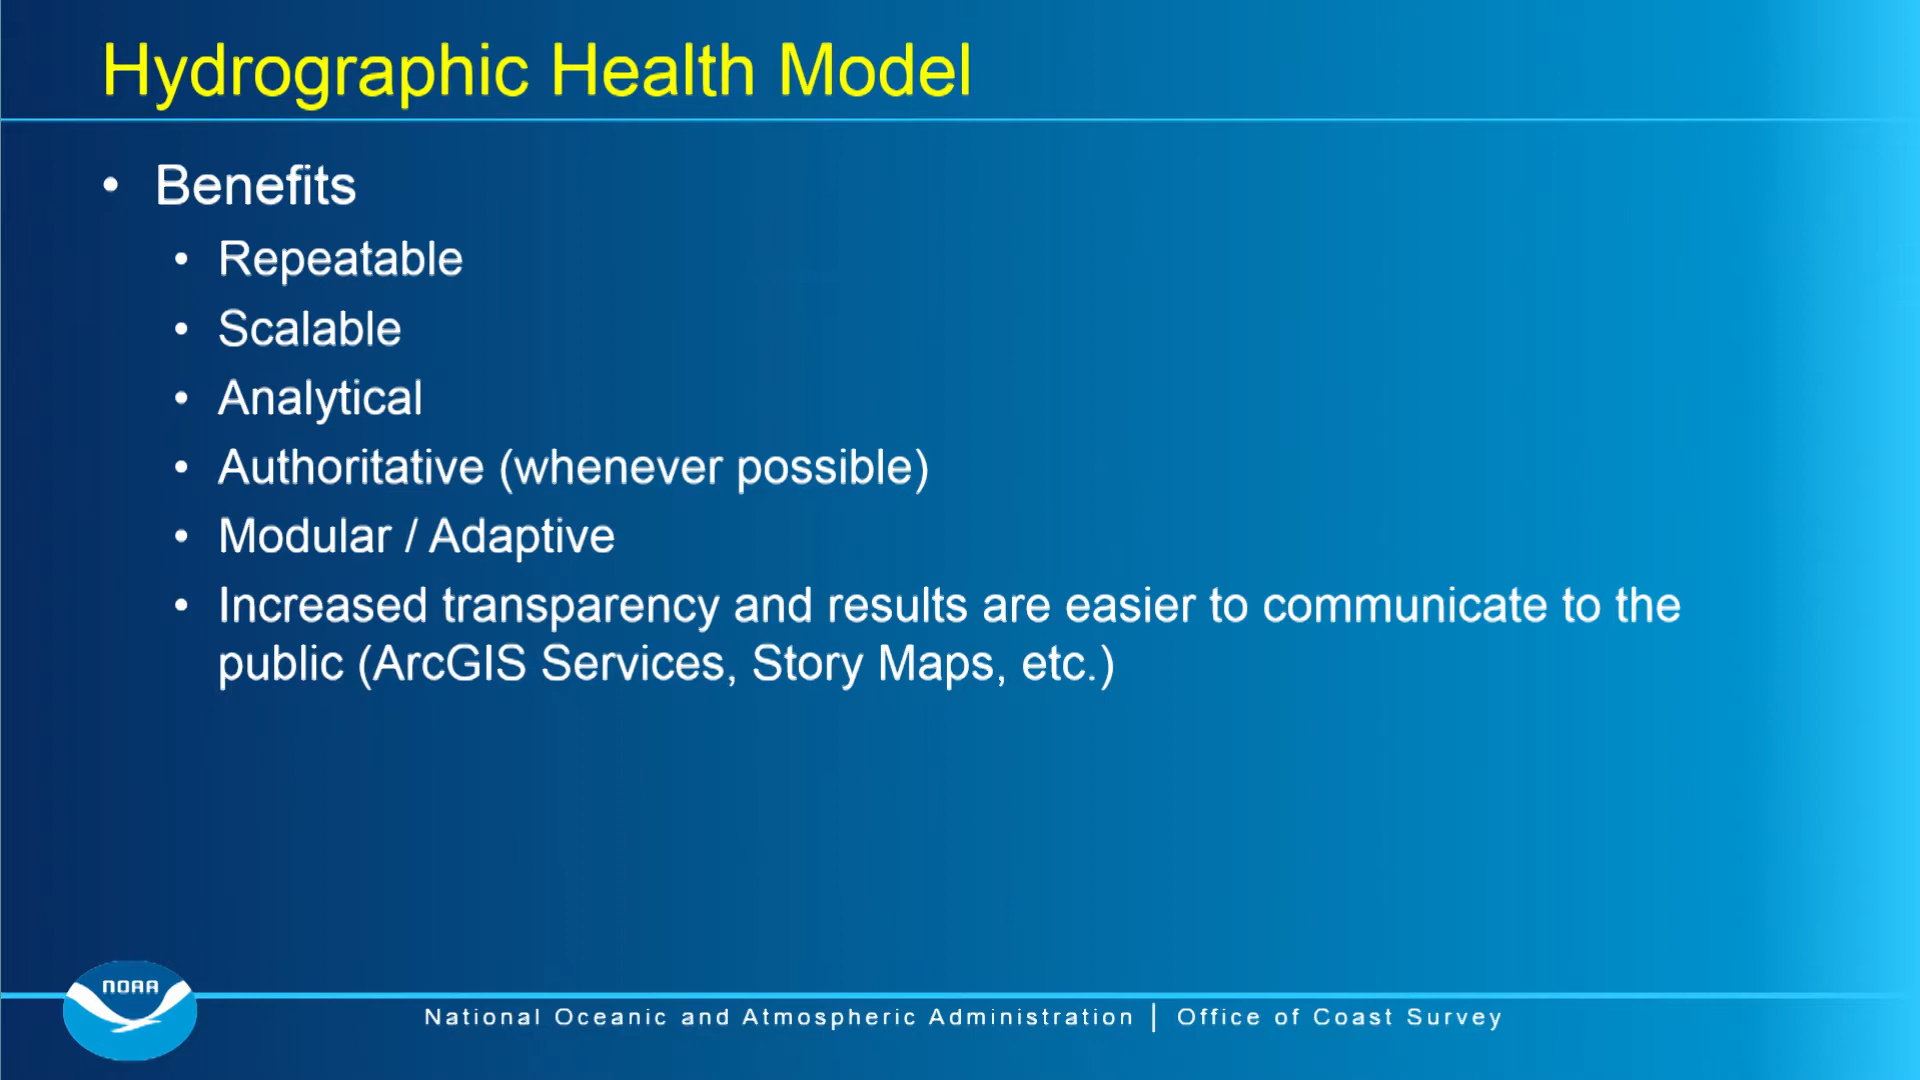 Hydrographic Health Model
• Benefits
• Repeatable
• Scalable
• Analytical
• Authoritative (whenever possible)
• Modular / Adaptive
• Increased transparency and results are easier to communicate to the
public (ArcGIS Services, Story Maps, etc.)
NOAA
National Oceanic and Atmospheric Administration | Office of Coast Survey